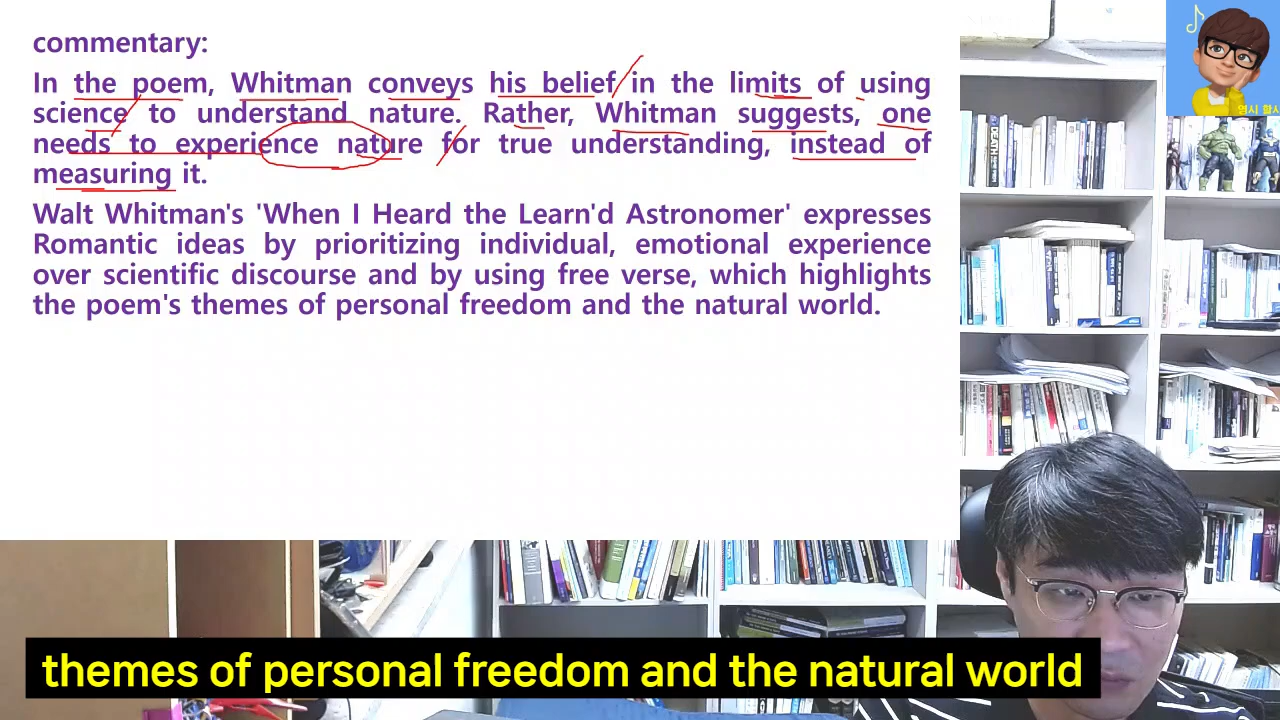 commentary:
In the poem, Whitman conveys his belief in the limits of using
science to understand nature. Rather, Whitman suggests, one
needs to experience nature for true understanding, instead of
measuring it.
Walt Whitman's 'When I Heard the Learn'd Astronomer' expresses
Romantic ideas by prioritizing individual, emotional experience
over scientific discourse and by using free verse, which highlights
the poem's themes of personal freedom and the natural world.
themes of personal freedom and the natural world